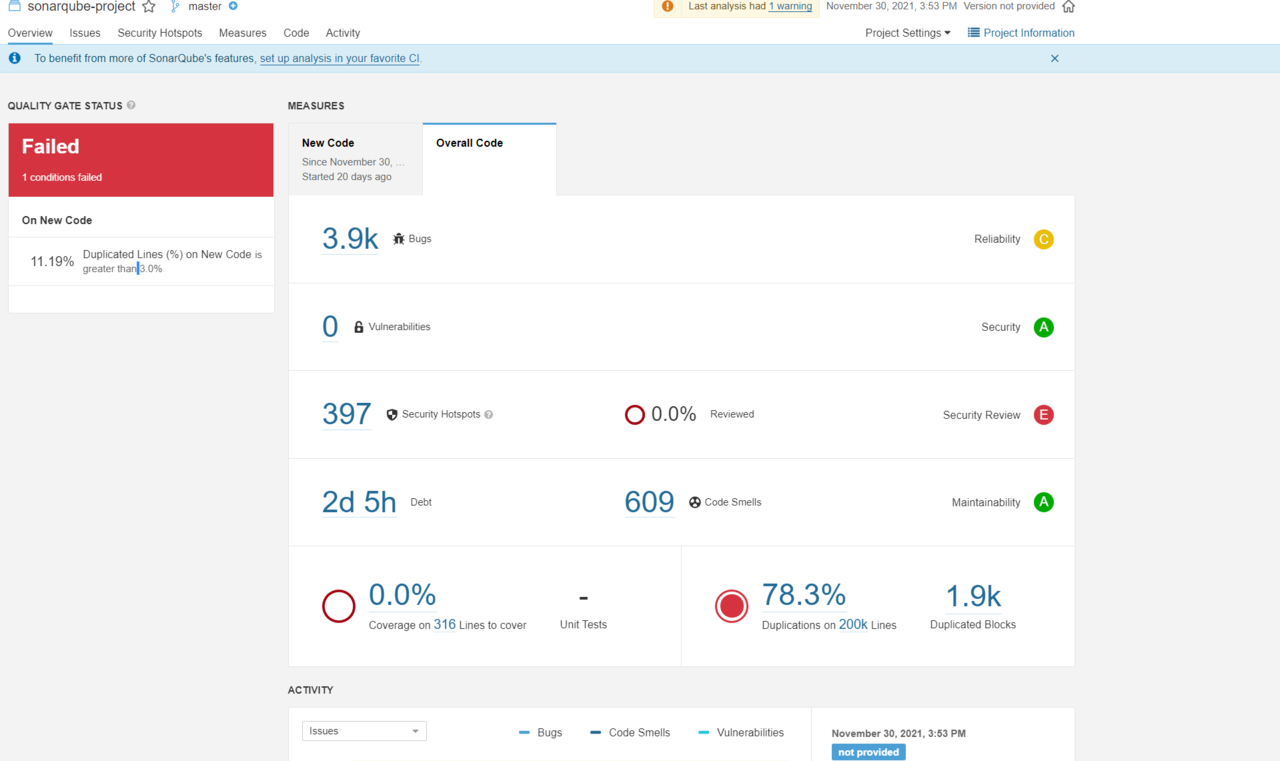 sonarqube-project master Last analysis had 1 warning November 30, 2021, 3:53 PM Version not provided
Overview Issues Security Hotspots Measures Code Activity Project Settings Project Information
To benefit from more of SonarQube's features, set up analysis in your favorite CI.
QUALITY GATE STATUS
Failed
1 conditions failed
On New Code
11.19% Duplicated Lines (%) on New Code is
greater than 3.0%
MEASURES
New Code
Since November 30, ...
Started 20 days ago
Overall Code
3.9k Bugs Reliability C
0 Vulnerabilities Security A
397 Security Hotspots 0.0% Reviewed Security Review E
2d 5h Debt 609 Code Smells Maintainability A
0.0%
Coverage on 316 Lines to cover
-
Unit Tests
78.3%
Duplications on 200k Lines
1.9k
Duplicated Blocks
ACTIVITY
Issues Bugs Code Smells Vulnerabilities
November 30, 2021, 3:53 PM
not provided